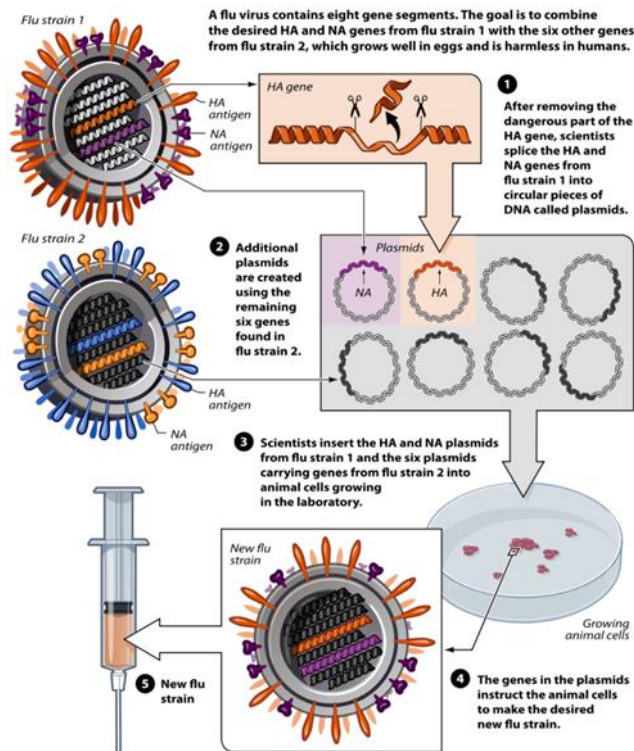 Flu strain 1
A flu virus contains eight gene segments. The goal is to combine
the desired HA and NA genes from flu strain 1 with the six other genes
from flu strain 2, which grows well in eggs and is harmless in humans.
HA gene
HA
antigen
NA
antigen
1
After removing the
dangerous part of the
HA gene, scientists
splice the HA and
NA genes from
flu strain 1 into
circular pieces of
DNA called plasmids.
Flu strain 2
2 Additional
plasmids
are created
using the
remaining
six genes
found in
flu strain 2.
Plasmids
NA
HA
HA
antigen
NA
antigen
3 Scientists insert the HA and NA plasmids
from flu strain 1 and the six plasmids
carrying genes from flu strain 2 into
animal cells growing
in the laboratory.
New flu
strain
Growing
animal cells
4 The genes in the plasmids
instruct the animal cells
to make the desired
new flu strain.
5 New flu
strain